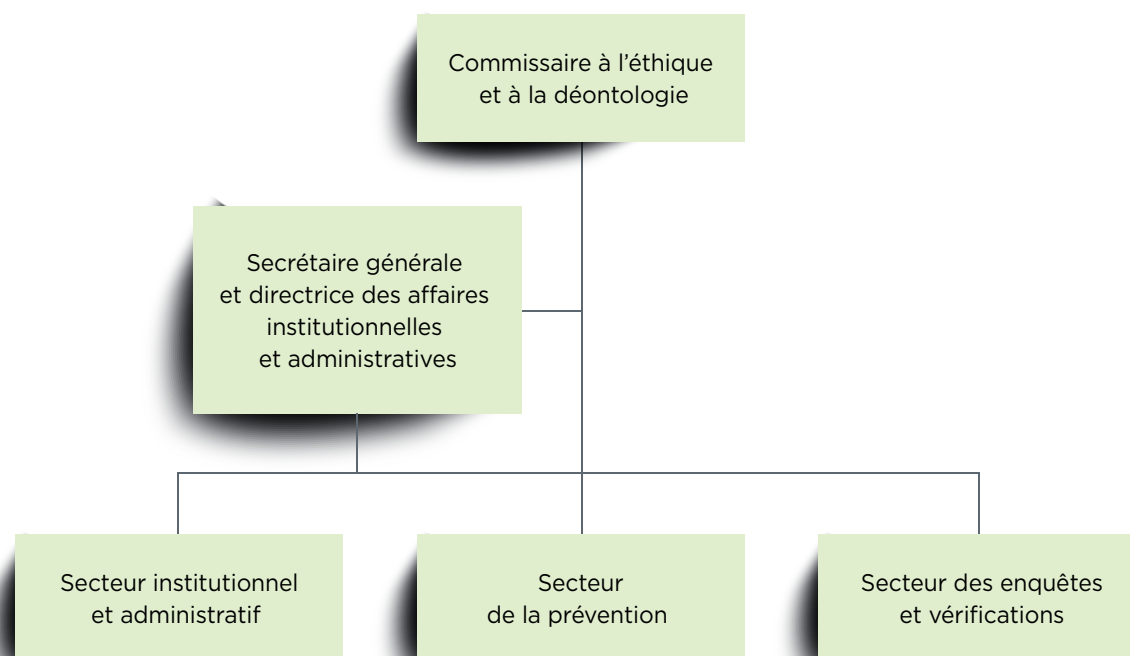 Commissaire à l’éthique
et à la déontologie
Secrétaire générale
et directrice des affaires
institutionnelles
et administratives
Secteur institutionnel
et administratif
Secteur
de la prévention
Secteur des enquêtes
et vérifications